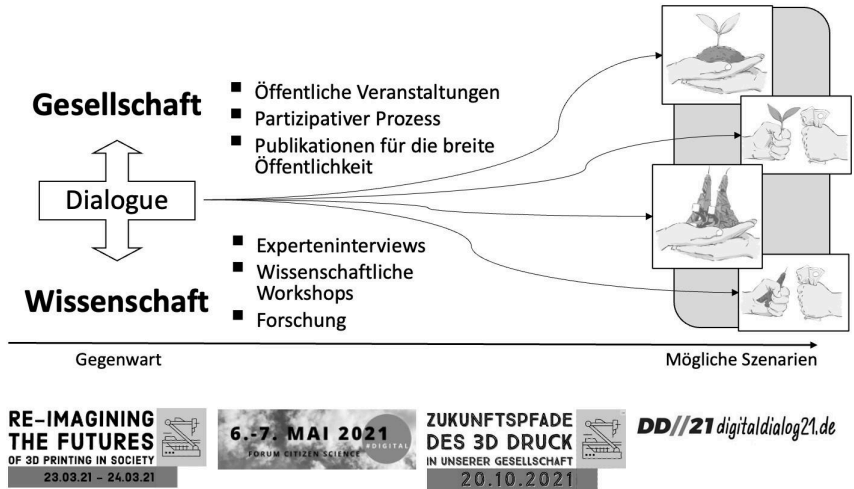 Gesellschaft
■ Öffentliche Veranstaltungen
■ Partizipativer Prozess
■ Publikationen für die breite
Öffentlichkeit
Dialogue
■ Experteninterviews
■ Wissenschaftliche
Workshops
■ Forschung
Wissenschaft
Gegenwart
Mögliche Szenarien
RE-IMAGINING
THE FUTURES
OF 3D PRINTING IN SOCIETY
23.03.21 - 24.03.21
6.-7. MAI 2021
#DIGITAL
FORUM CITIZEN SCIENCE
ZUKUNFTSPFADE
DES 3D DRUCK
IN UNSERER GESELLSCHAFT
20.10.2021
DD//21 digitaldialog21.de